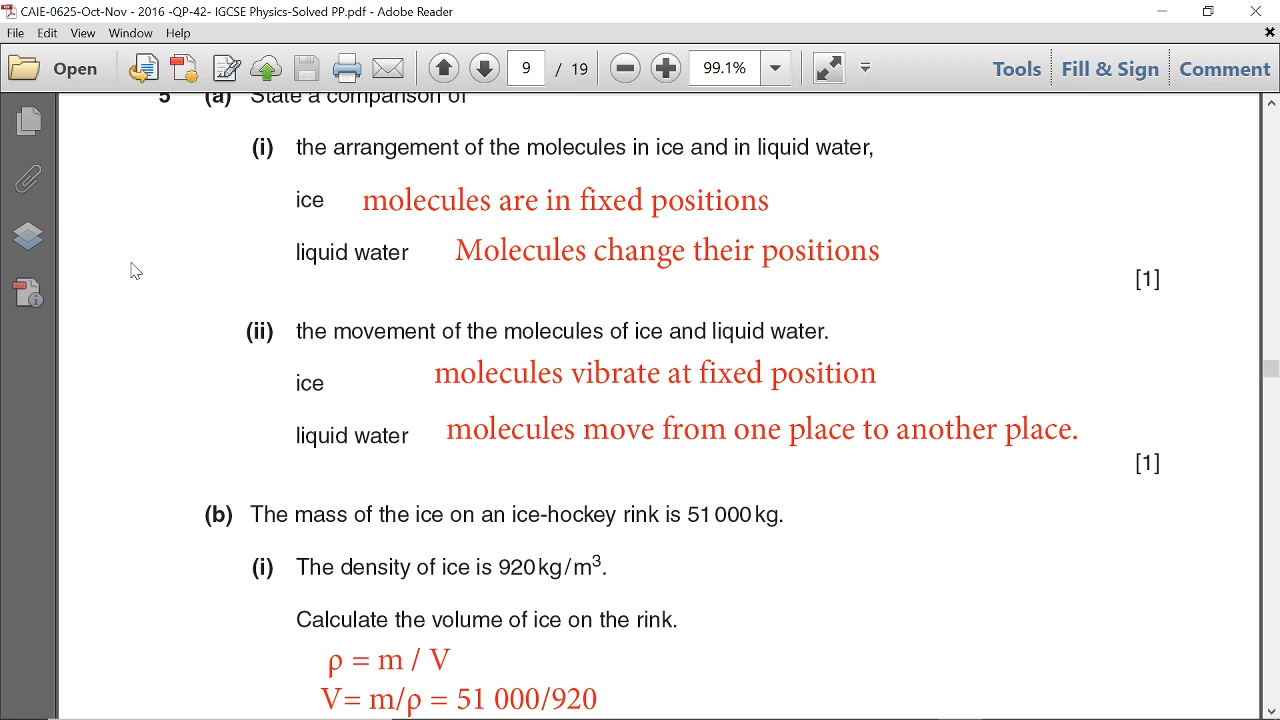 CAIE-0625-Oct-Nov - 2016 -QP-42- IGCSE Physics-Solved PP.pdf - Adobe Reader
File Edit View Window Help
Open 9 / 19 99.1% Tools Fill & Sign Comment
5 (a) State a comparison of
(i) the arrangement of the molecules in ice and in liquid water,
ice molecules are in fixed positions
liquid water Molecules change their positions
[1]
(ii) the movement of the molecules of ice and liquid water.
ice molecules vibrate at fixed position
liquid water molecules move from one place to another place.
[1]
(b) The mass of the ice on an ice-hockey rink is 51 000 kg.
(i) The density of ice is 920 kg/m³.
Calculate the volume of ice on the rink.
ρ = m / V
V= m/ρ = 51 000/920